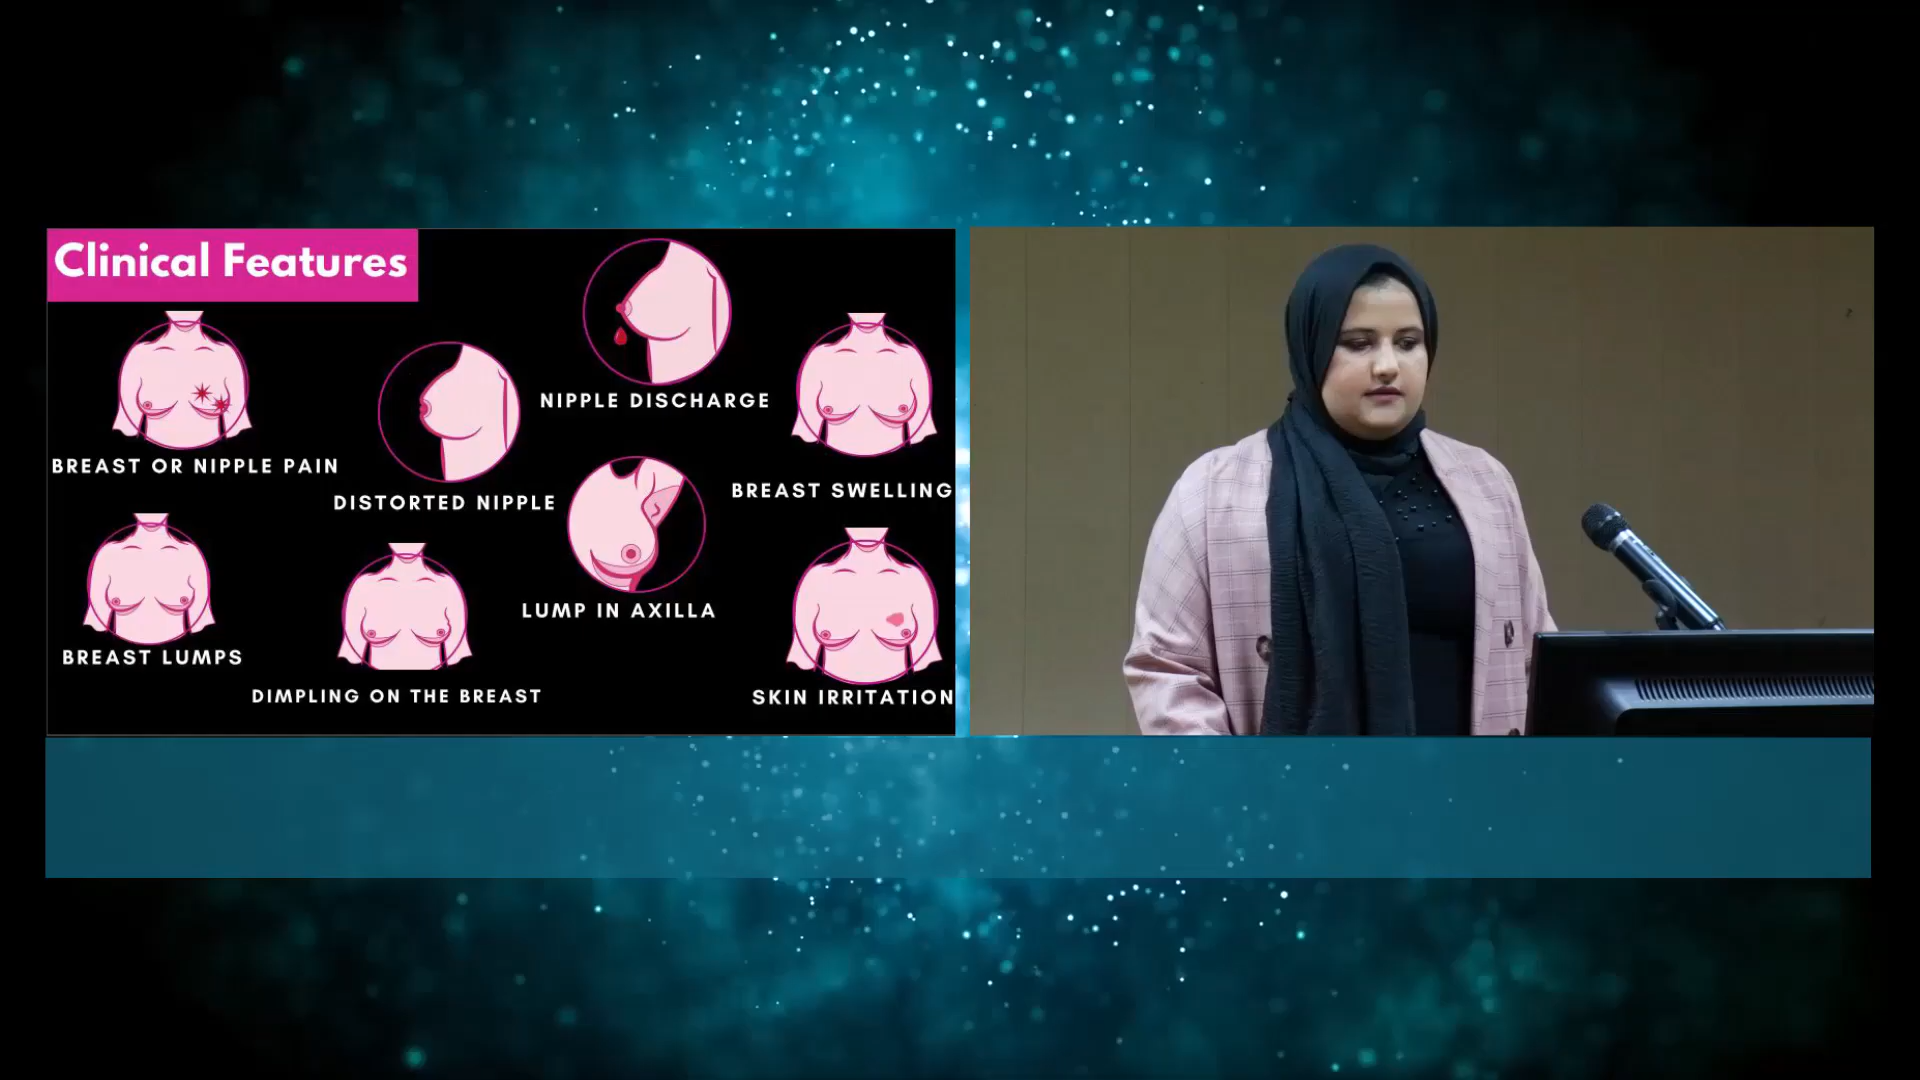 Clinical Features
NIPPLE DISCHARGE
BREAST OR NIPPLE PAIN
DISTORTED NIPPLE
BREAST SWELLING
LUMP IN AXILLA
BREAST LUMPS
DIMPLING ON THE BREAST
SKIN IRRITATION